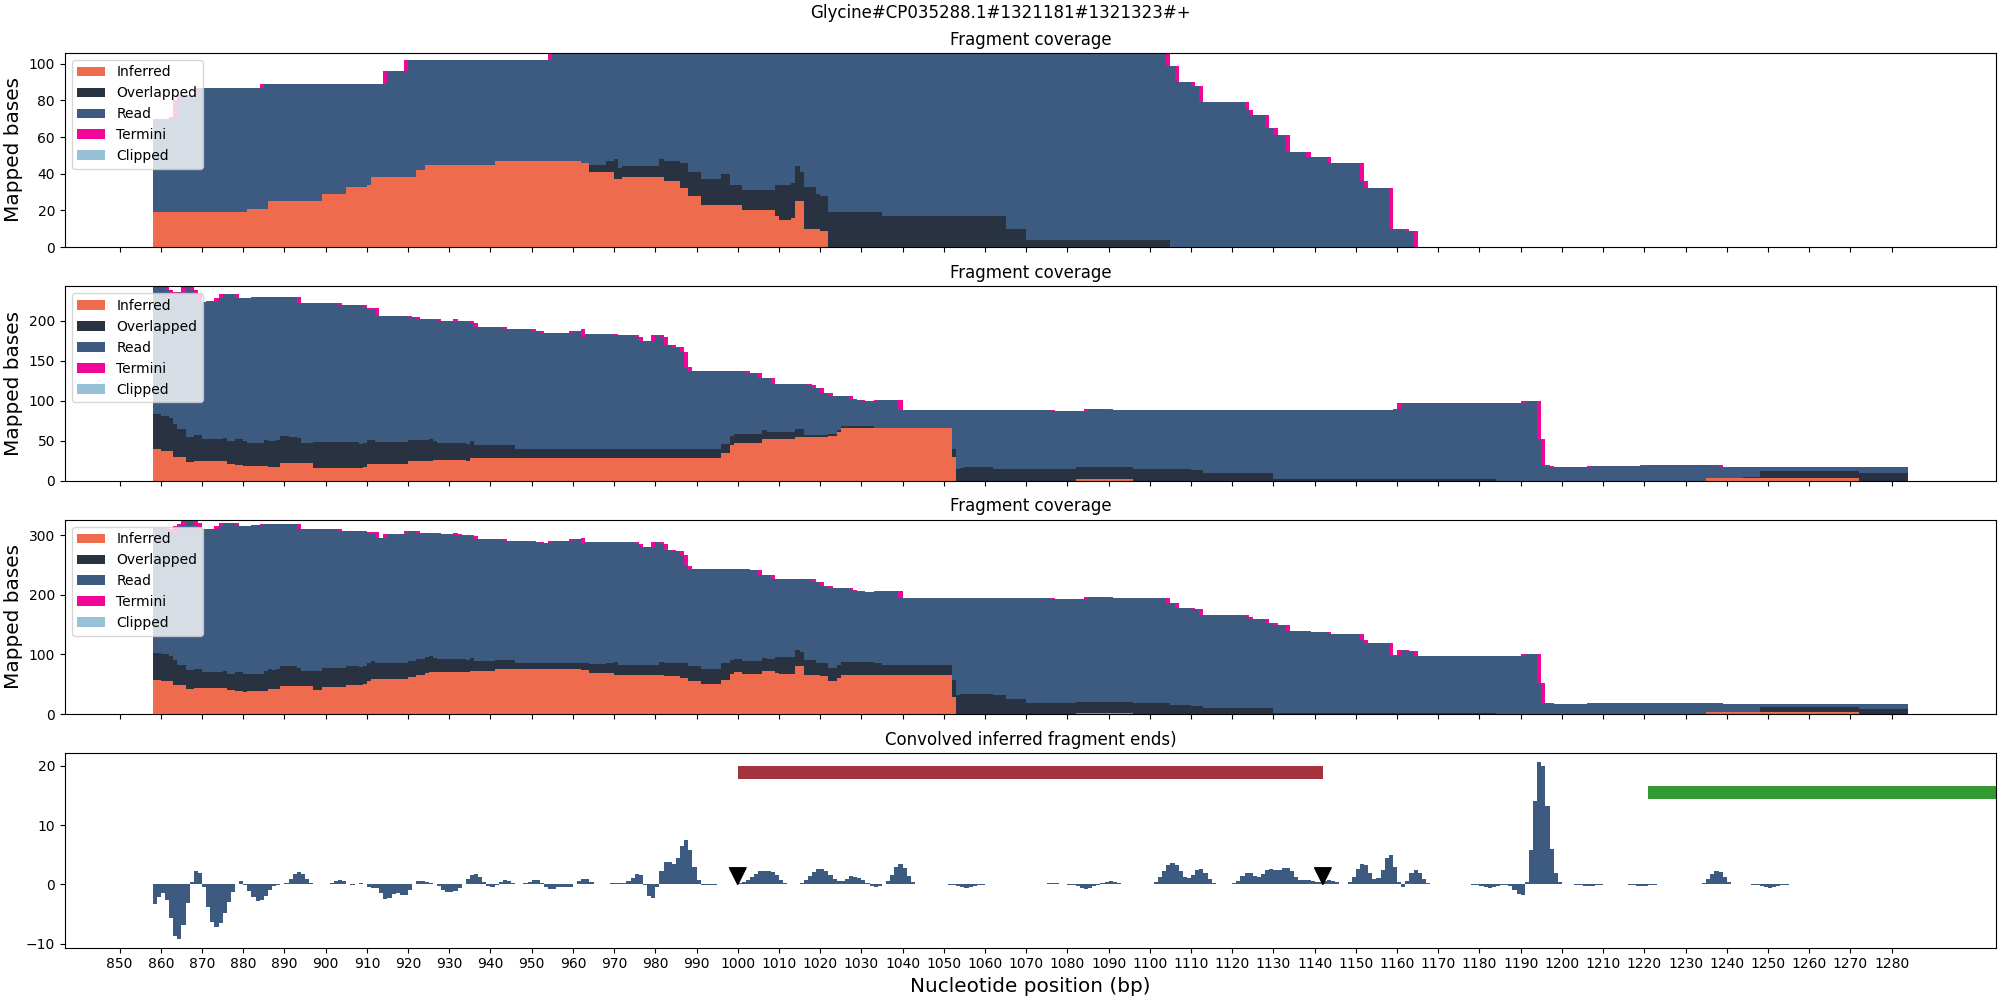 Glycine#CP035288.1#1321181#1321323#+
Fragment coverage
Mapped bases
100
80
60
40
20
0
Inferred
Overlapped
Read
Termini
Clipped
Fragment coverage
Mapped bases
200
150
100
50
0
Inferred
Overlapped
Read
Termini
Clipped
Fragment coverage
Mapped bases
300
200
100
0
Inferred
Overlapped
Read
Termini
Clipped
Convolved inferred fragment ends)
20
10
0
−10
850 860 870 880 890 900 910 920 930 940 950 960 970 980 990 1000 1010 1020 1030 1040 1050 1060 1070 1080 1090 1100 1110 1120 1130 1140 1150 1160 1170 1180 1190 1200 1210 1220 1230 1240 1250 1260 1270 1280
Nucleotide position (bp)